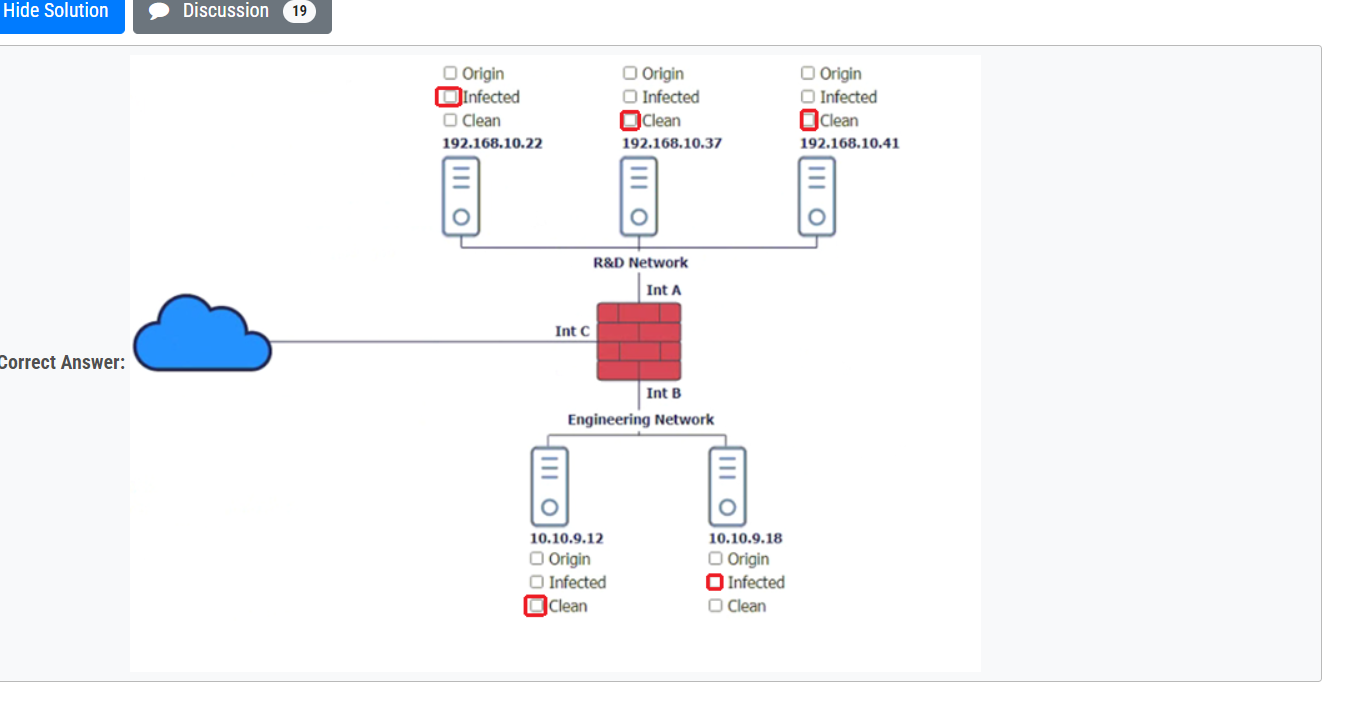 Hide Solution Discussion 19
Origin Origin Origin
Infected Infected Infected
Clean Clean Clean
192.168.10.22 192.168.10.37 192.168.10.41
R&D Network
Int A
Int C
Correct Answer:
Int B
Engineering Network
10.10.9.12 10.10.9.18
Origin Origin
Infected Infected
Clean Clean